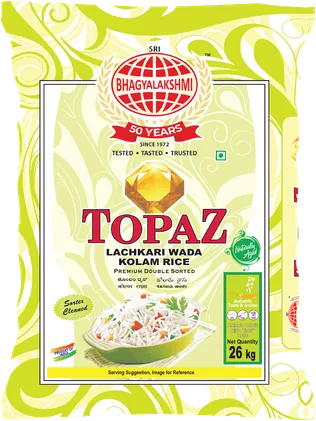 SRI
BHAGYALAKSHMI
TM
50 YEARS
SINCE 1972
TESTED • TASTED • TRUSTED
TOPAZ
LACHKARI WADA
KOLAM RICE
PREMIUM DOUBLE SORTED
Naturally
Aged
Sorter
Cleaned
Authentic
Taste & Aroma
Net Quantity
26 kg
Serving Suggestion, Image for Reference